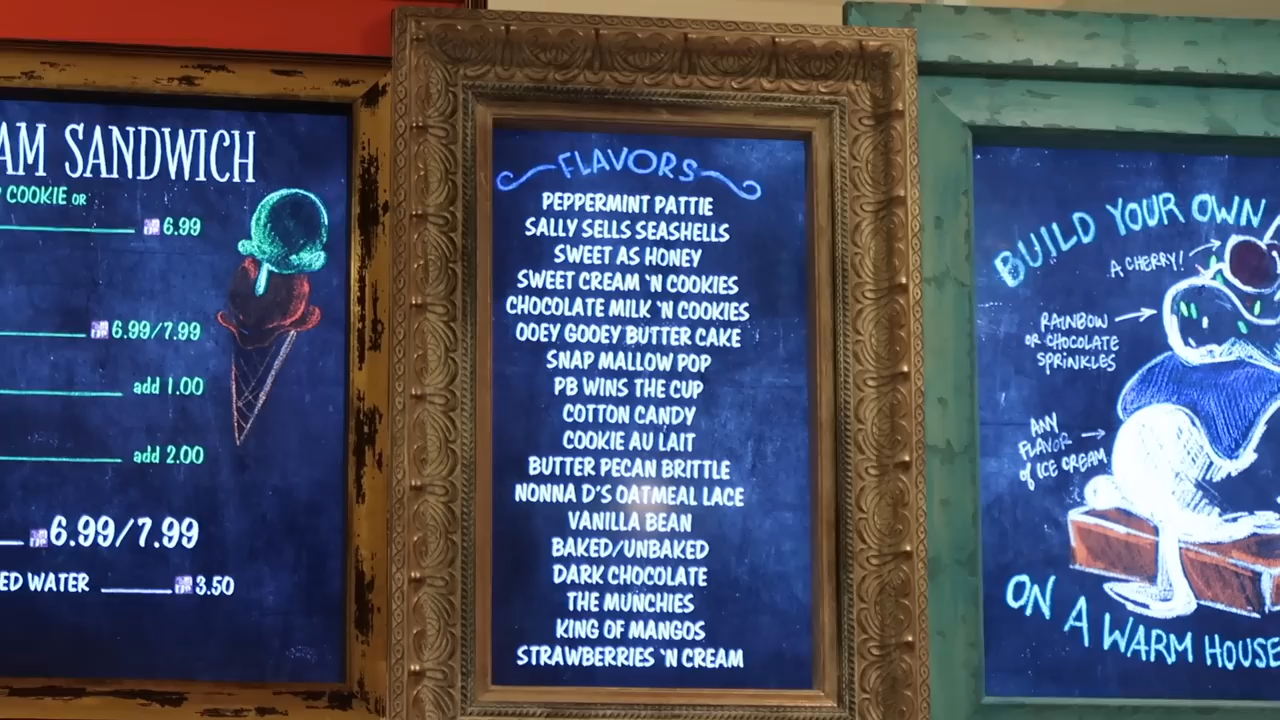 AM SANDWICH
COOKIE OR
6.99
6.99/7.99
add 1.00
add 2.00
6.99/7.99
ED WATER 3.50
FLAVORS
PEPPERMINT PATTIE
SALLY SELLS SEASHELLS
SWEET AS HONEY
SWEET CREAM 'N COOKIES
CHOCOLATE MILK 'N COOKIES
OOEY GOOEY BUTTER CAKE
SNAP MALLOW POP
PB WINS THE CUP
COTTON CANDY
COOKIE AU LAIT
BUTTER PECAN BRITTLE
NONNA D'S OATMEAL LACE
VANILLA BEAN
BAKED/UNBAKED
DARK CHOCOLATE
THE MUNCHIES
KING OF MANGOS
STRAWBERRIES 'N CREAM
BUILD YOUR OWN
A CHERRY!
RAINBOW
OR CHOCOLATE
SPRINKLES
ANY
FLAVOR
of ICE CREAM
ON A WARM HOUSE